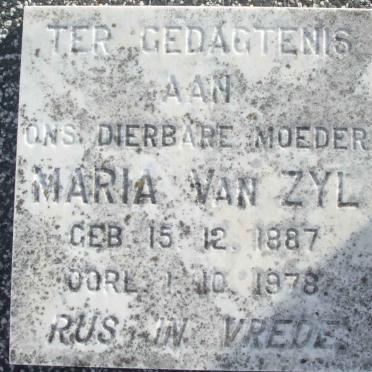 TER GEDAGTENIS
AAN
ONS DIERBARE MOEDER
MARIA VAN ZYL
GEB 15. 12. 1887
OORL. 1. 10. 1978.
RUS IN VREDE